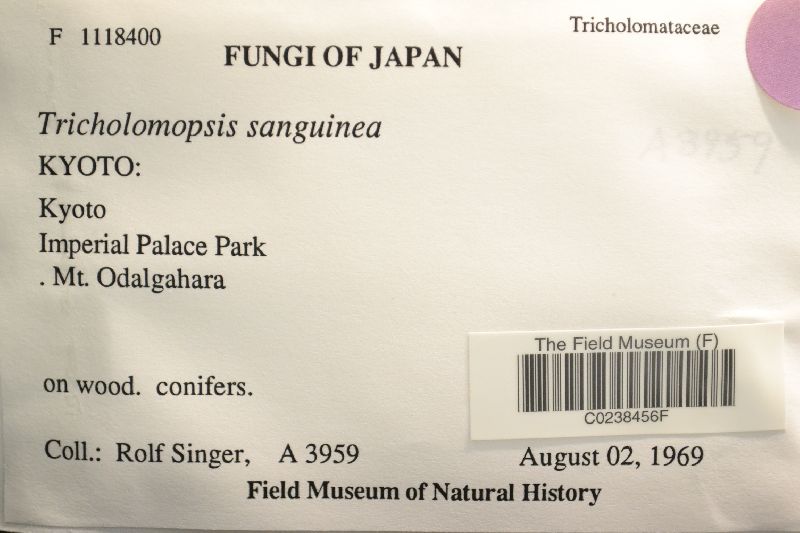 F 1118400
Tricholomataceae
FUNGI OF JAPAN
Tricholomopsis sanguinea
A 3959
KYOTO:
Kyoto
Imperial Palace Park
. Mt. Odalgahara
The Field Museum (F)
C0238456F
on wood. conifers.
Coll.: Rolf Singer, A 3959
August 02, 1969
Field Museum of Natural History